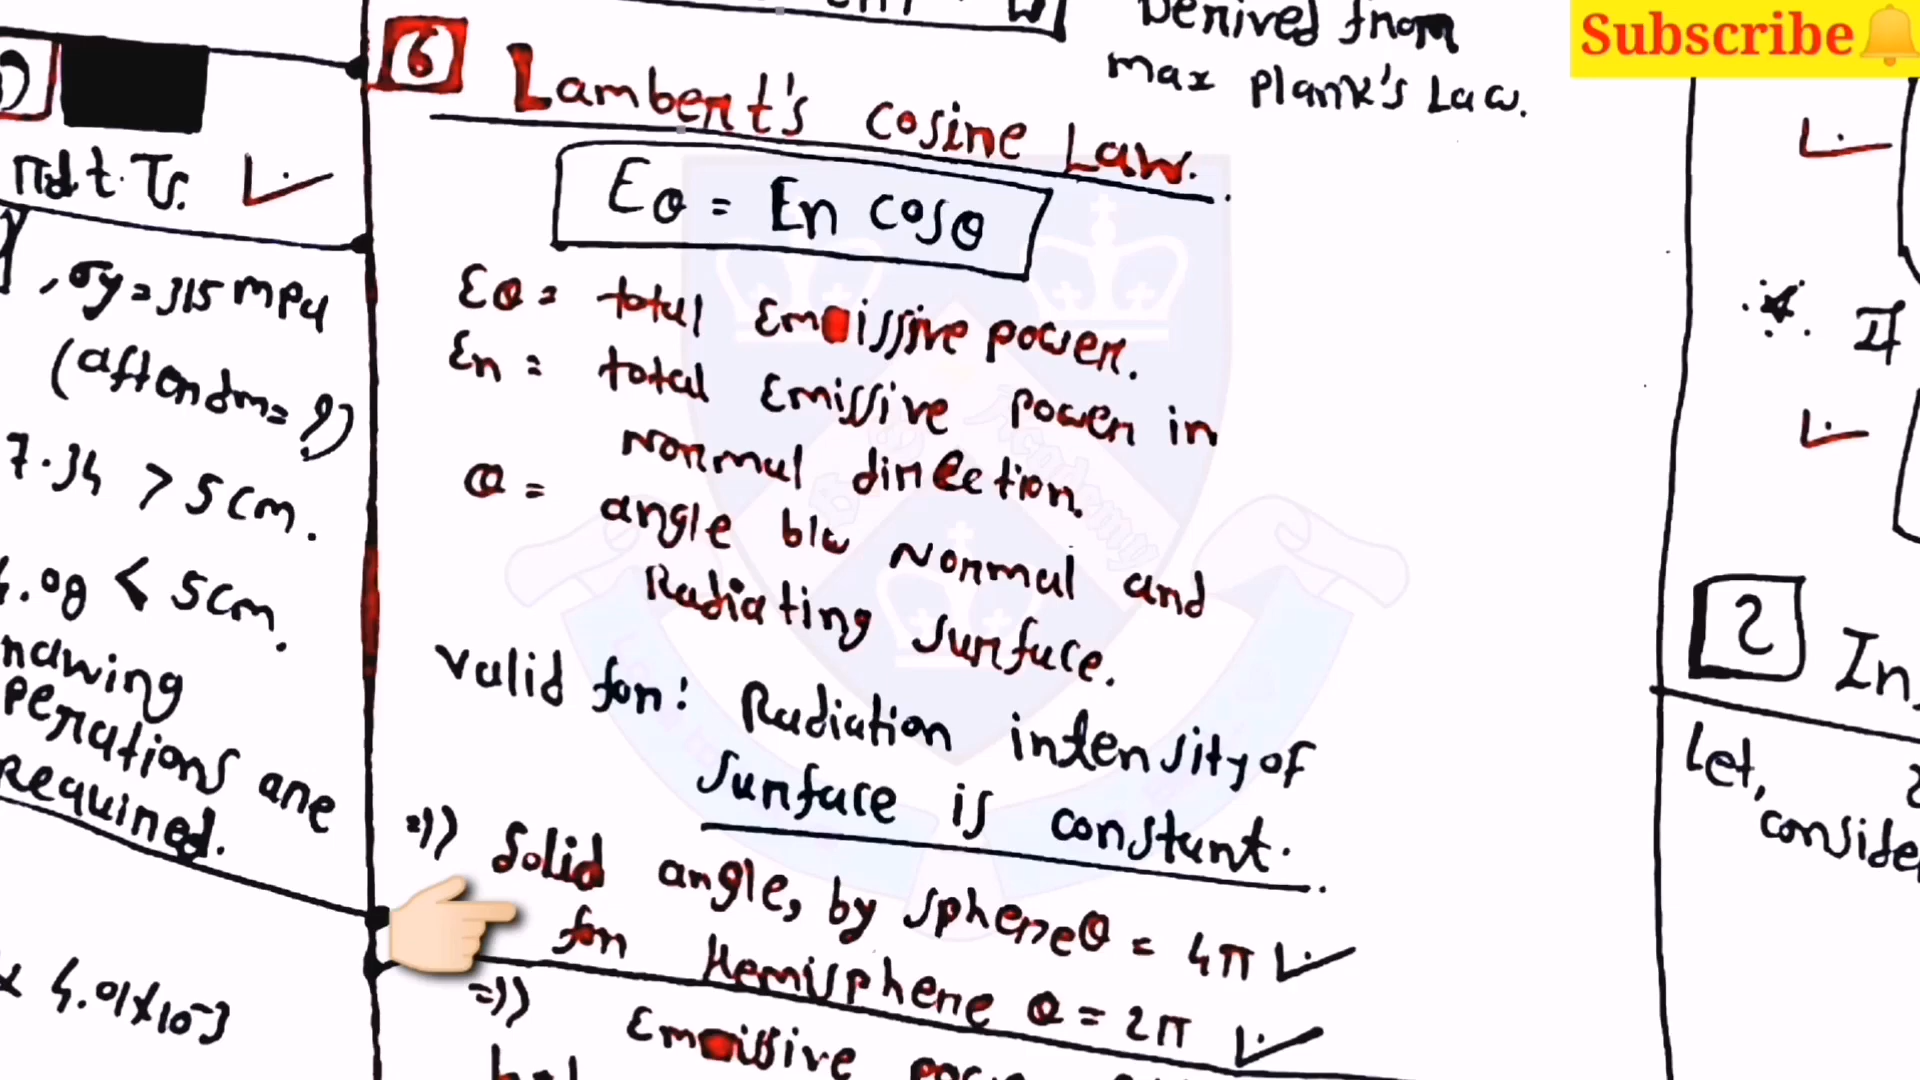 Derived from
max Plank's Law.
Subscribe
6 Lambert's cosine Law.
Eθ = En cosθ
Eθ = total Emissive power.
En = total Emissive power in
Normal direction.
θ = angle b/w Normal and
Radiating surface.
valid for: Radiation intensity of
surface is constant.
=>) Solid angle, by sphere θ = 4π
for Hemisphere θ = 2π
=>) Emissive
, σy = 315 mpa
7.34 > 5cm.
< 5cm.
are
required.
If
2 In
Let,
conside